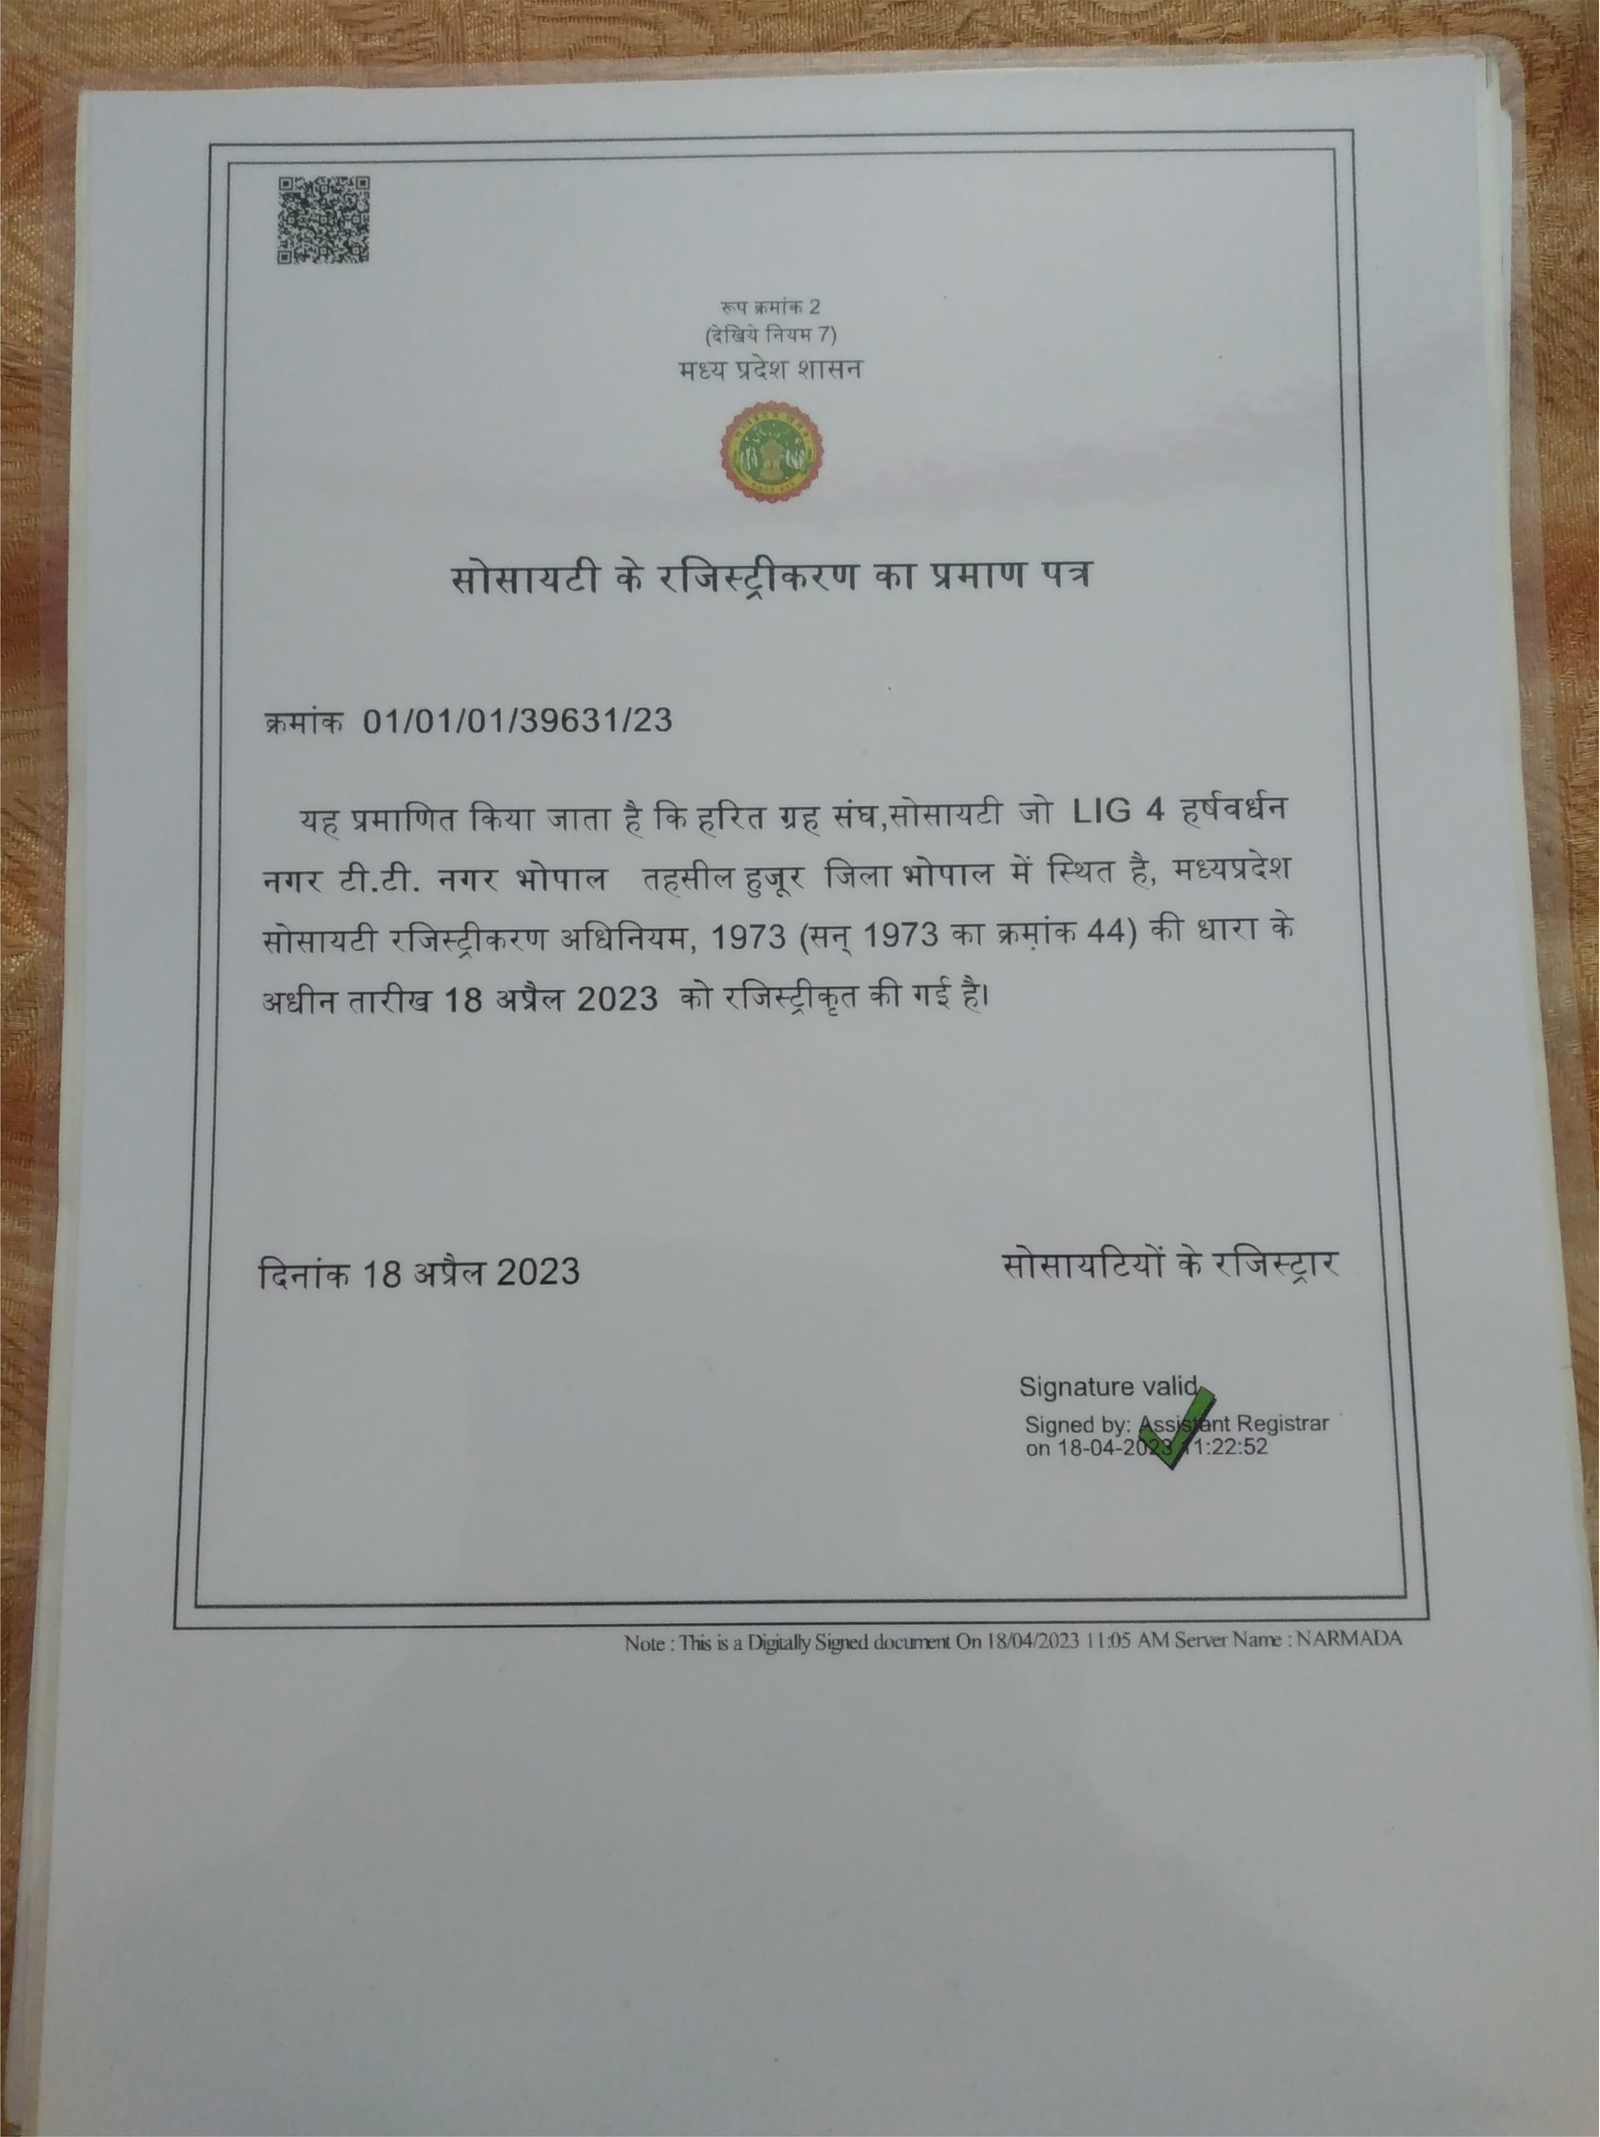 रूप क्रमांक 2
(देखिये नियम 7)
मध्य प्रदेश शासन
सोसायटी के रजिस्ट्रीकरण का प्रमाण पत्र
क्रमांक 01/01/01/39631/23
यह प्रमाणित किया जाता है कि हरित ग्रह संघ,सोसायटी जो LIG 4 हर्षवर्धन
नगर टी.टी. नगर भोपाल तहसील हुजूर जिला भोपाल में स्थित है, मध्यप्रदेश
सोसायटी रजिस्ट्रीकरण अधिनियम, 1973 (सन् 1973 का क्रमांक 44) की धारा के
अधीन तारीख 18 अप्रैल 2023 को रजिस्ट्रीकृत की गई है।
दिनांक 18 अप्रैल 2023
सोसायटियों के रजिस्ट्रार
Signature valid
Signed by: Assistant Registrar
on 18-04-2023 11:22:52
Note : This is a Digitally Signed document On 18/04/2023 11:05 AM Server Name : NARMADA